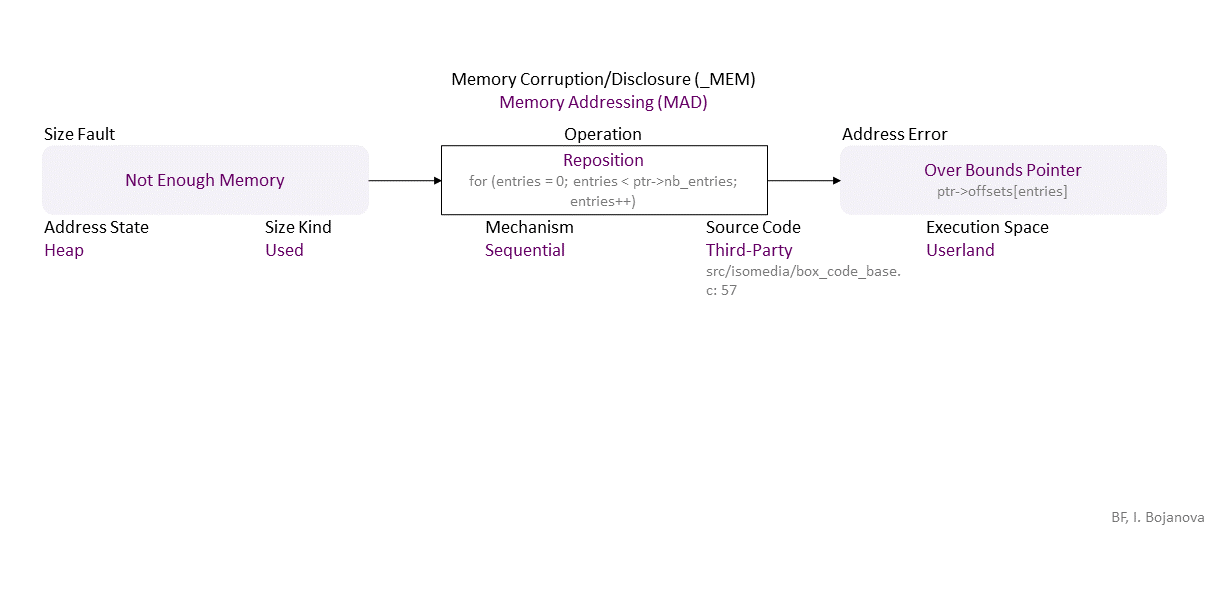 Memory Corruption/Disclosure (_MEM)
Memory Addressing (MAD)
Size Fault
Operation
Address Error
Not Enough Memory
Reposition
for (entries = 0; entries < ptr->nb_entries;
entries++)
Over Bounds Pointer
ptr->offsets[entries]
Address State
Size Kind
Mechanism
Source Code
Execution Space
Heap
Used
Sequential
Third-Party
Userland
src/isomedia/box_code_base.
c: 57
BF, I. Bojanova